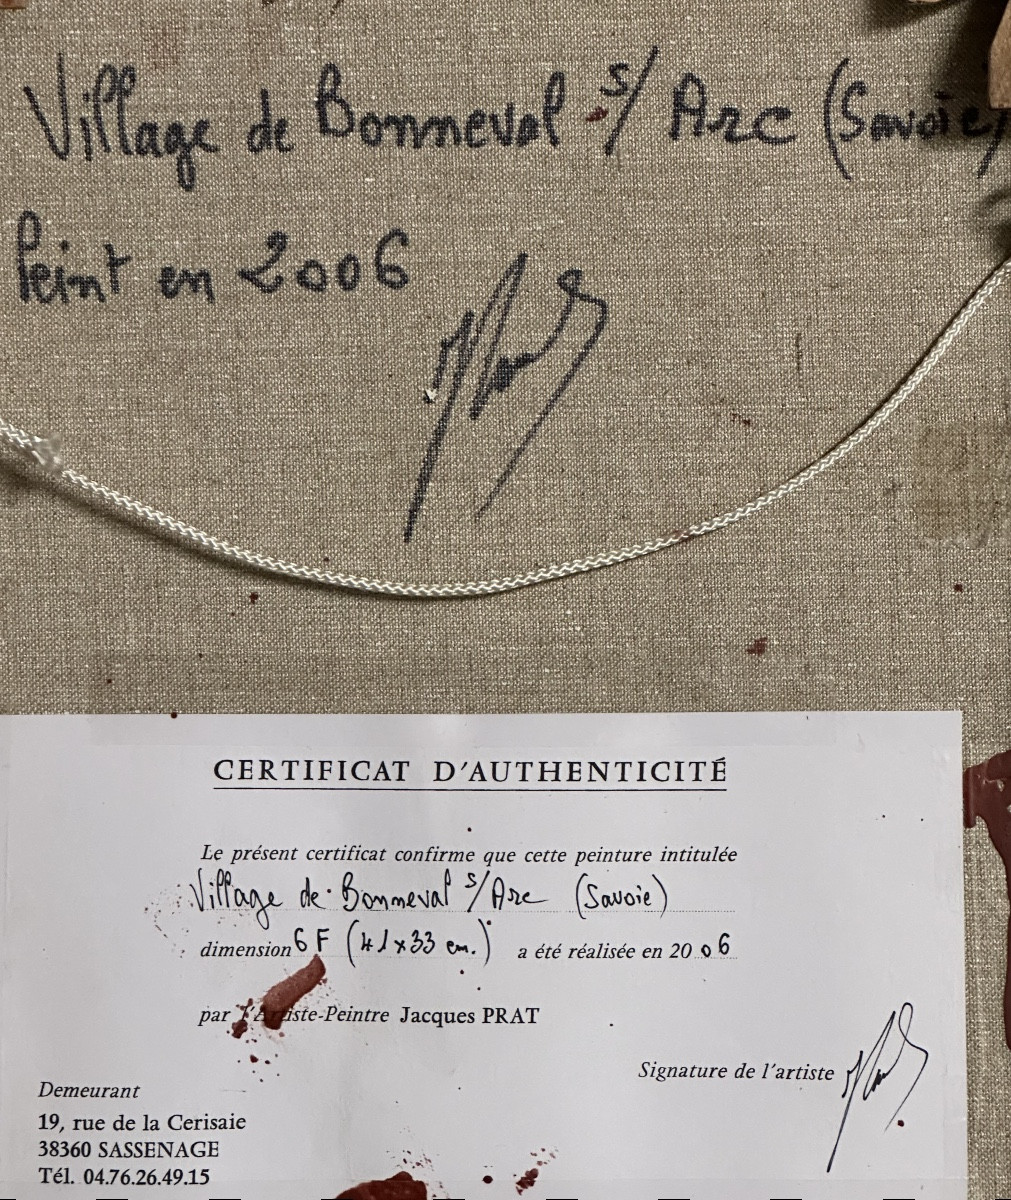 Village de Bonneval s/ Arc (Savoie)
Peint en 2006
CERTIFICAT D'AUTHENTICITÉ
Le présent certificat confirme que cette peinture intitulée
Village de Bonneval s/Arc (Savoie)
dimension 6 F (41x33 cm.) a été réalisée en 2006
par l'Artiste-Peintre Jacques PRAT
Signature de l'artiste
Demeurant
19, rue de la Cerisaie
38360 SASSENAGE
Tél. 04.76.26.49.15